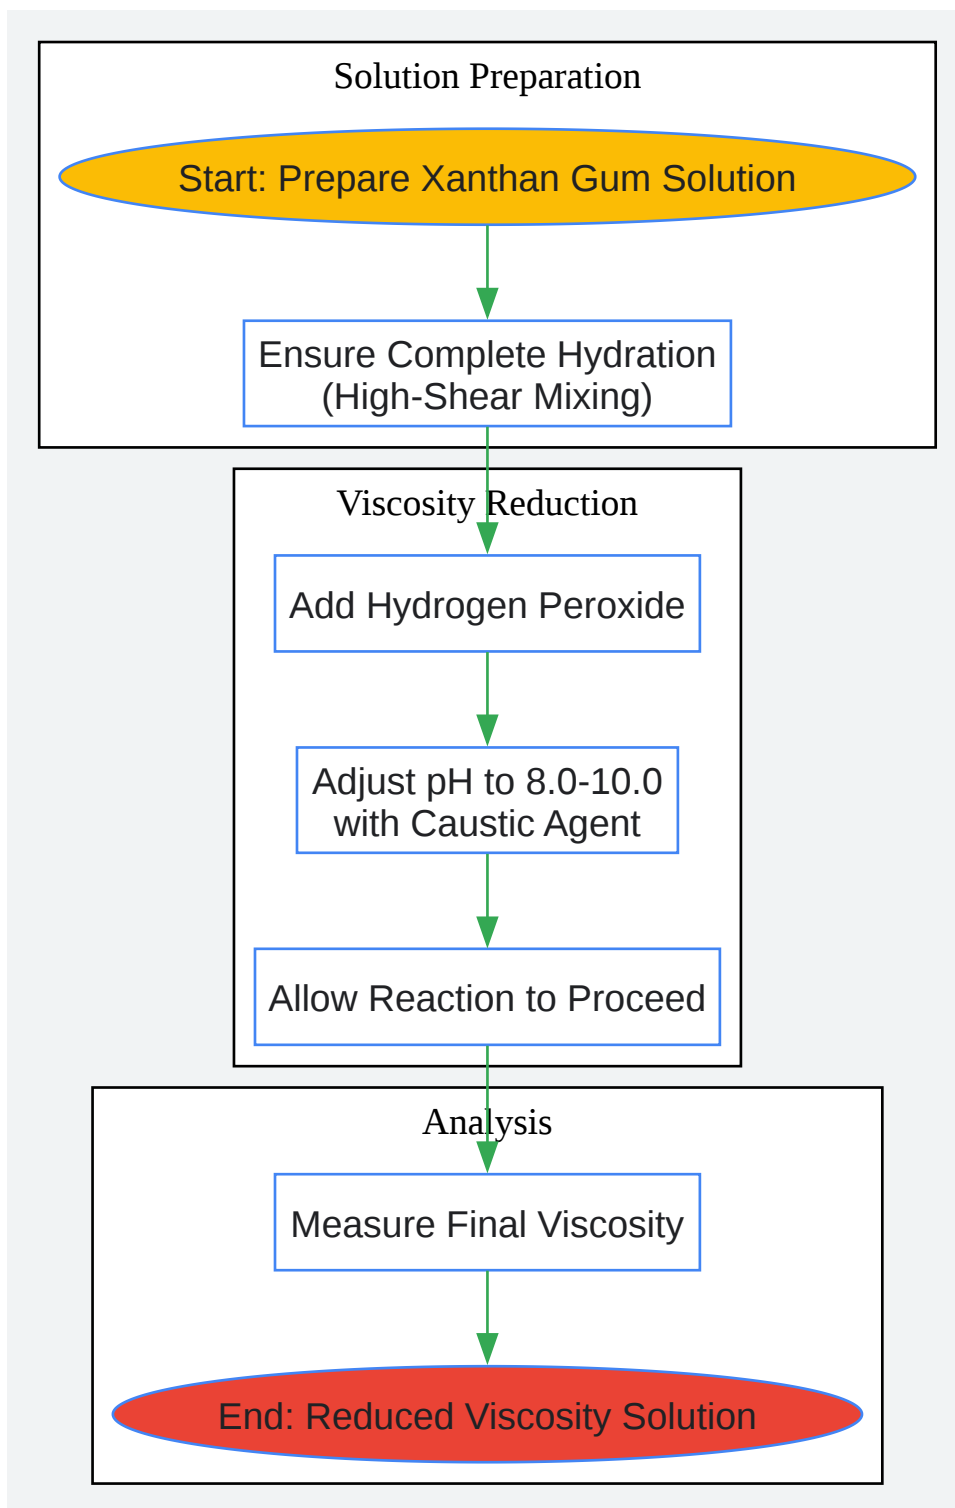 Solution Preparation
Start: Prepare Xanthan Gum Solution
Ensure Complete Hydration
(High-Shear Mixing)
Viscosity Reduction
Add Hydrogen Peroxide
Adjust pH to 8.0-10.0
with Caustic Agent
Allow Reaction to Proceed
Analysis
Measure Final Viscosity
End: Reduced Viscosity Solution